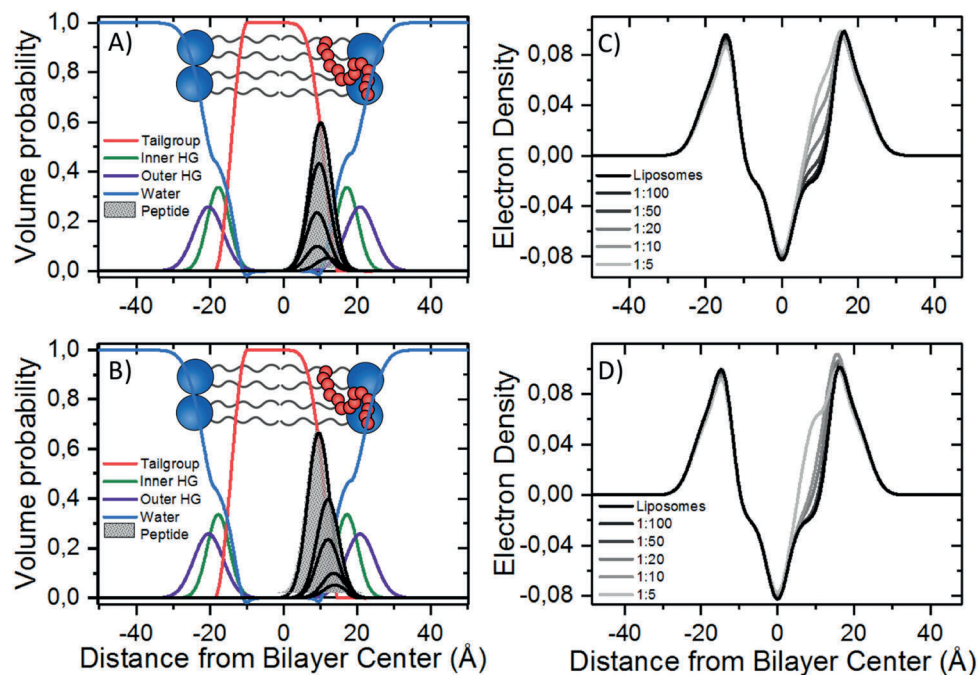 A)
Volume probability
1,0
0,8
0,6
0,4
0,2
0,0
Tailgroup
Inner HG
Outer HG
Water
Peptide
-40 -20 0 20 40
C)
Electron Density
0,08
0,04
0,00
-0,04
-0,08
Liposomes
1:100
1:50
1:20
1:10
1:5
-40 -20 0 20 40
B)
Volume probability
1,0
0,8
0,6
0,4
0,2
0,0
Tailgroup
Inner HG
Outer HG
Water
Peptide
-40 -20 0 20 40
Distance from Bilayer Center (Å)
D)
Electron Density
0,08
0,04
0,00
-0,04
-0,08
Liposomes
1:100
1:50
1:20
1:10
1:5
-40 -20 0 20 40
Distance from Bilayer Center (Å)